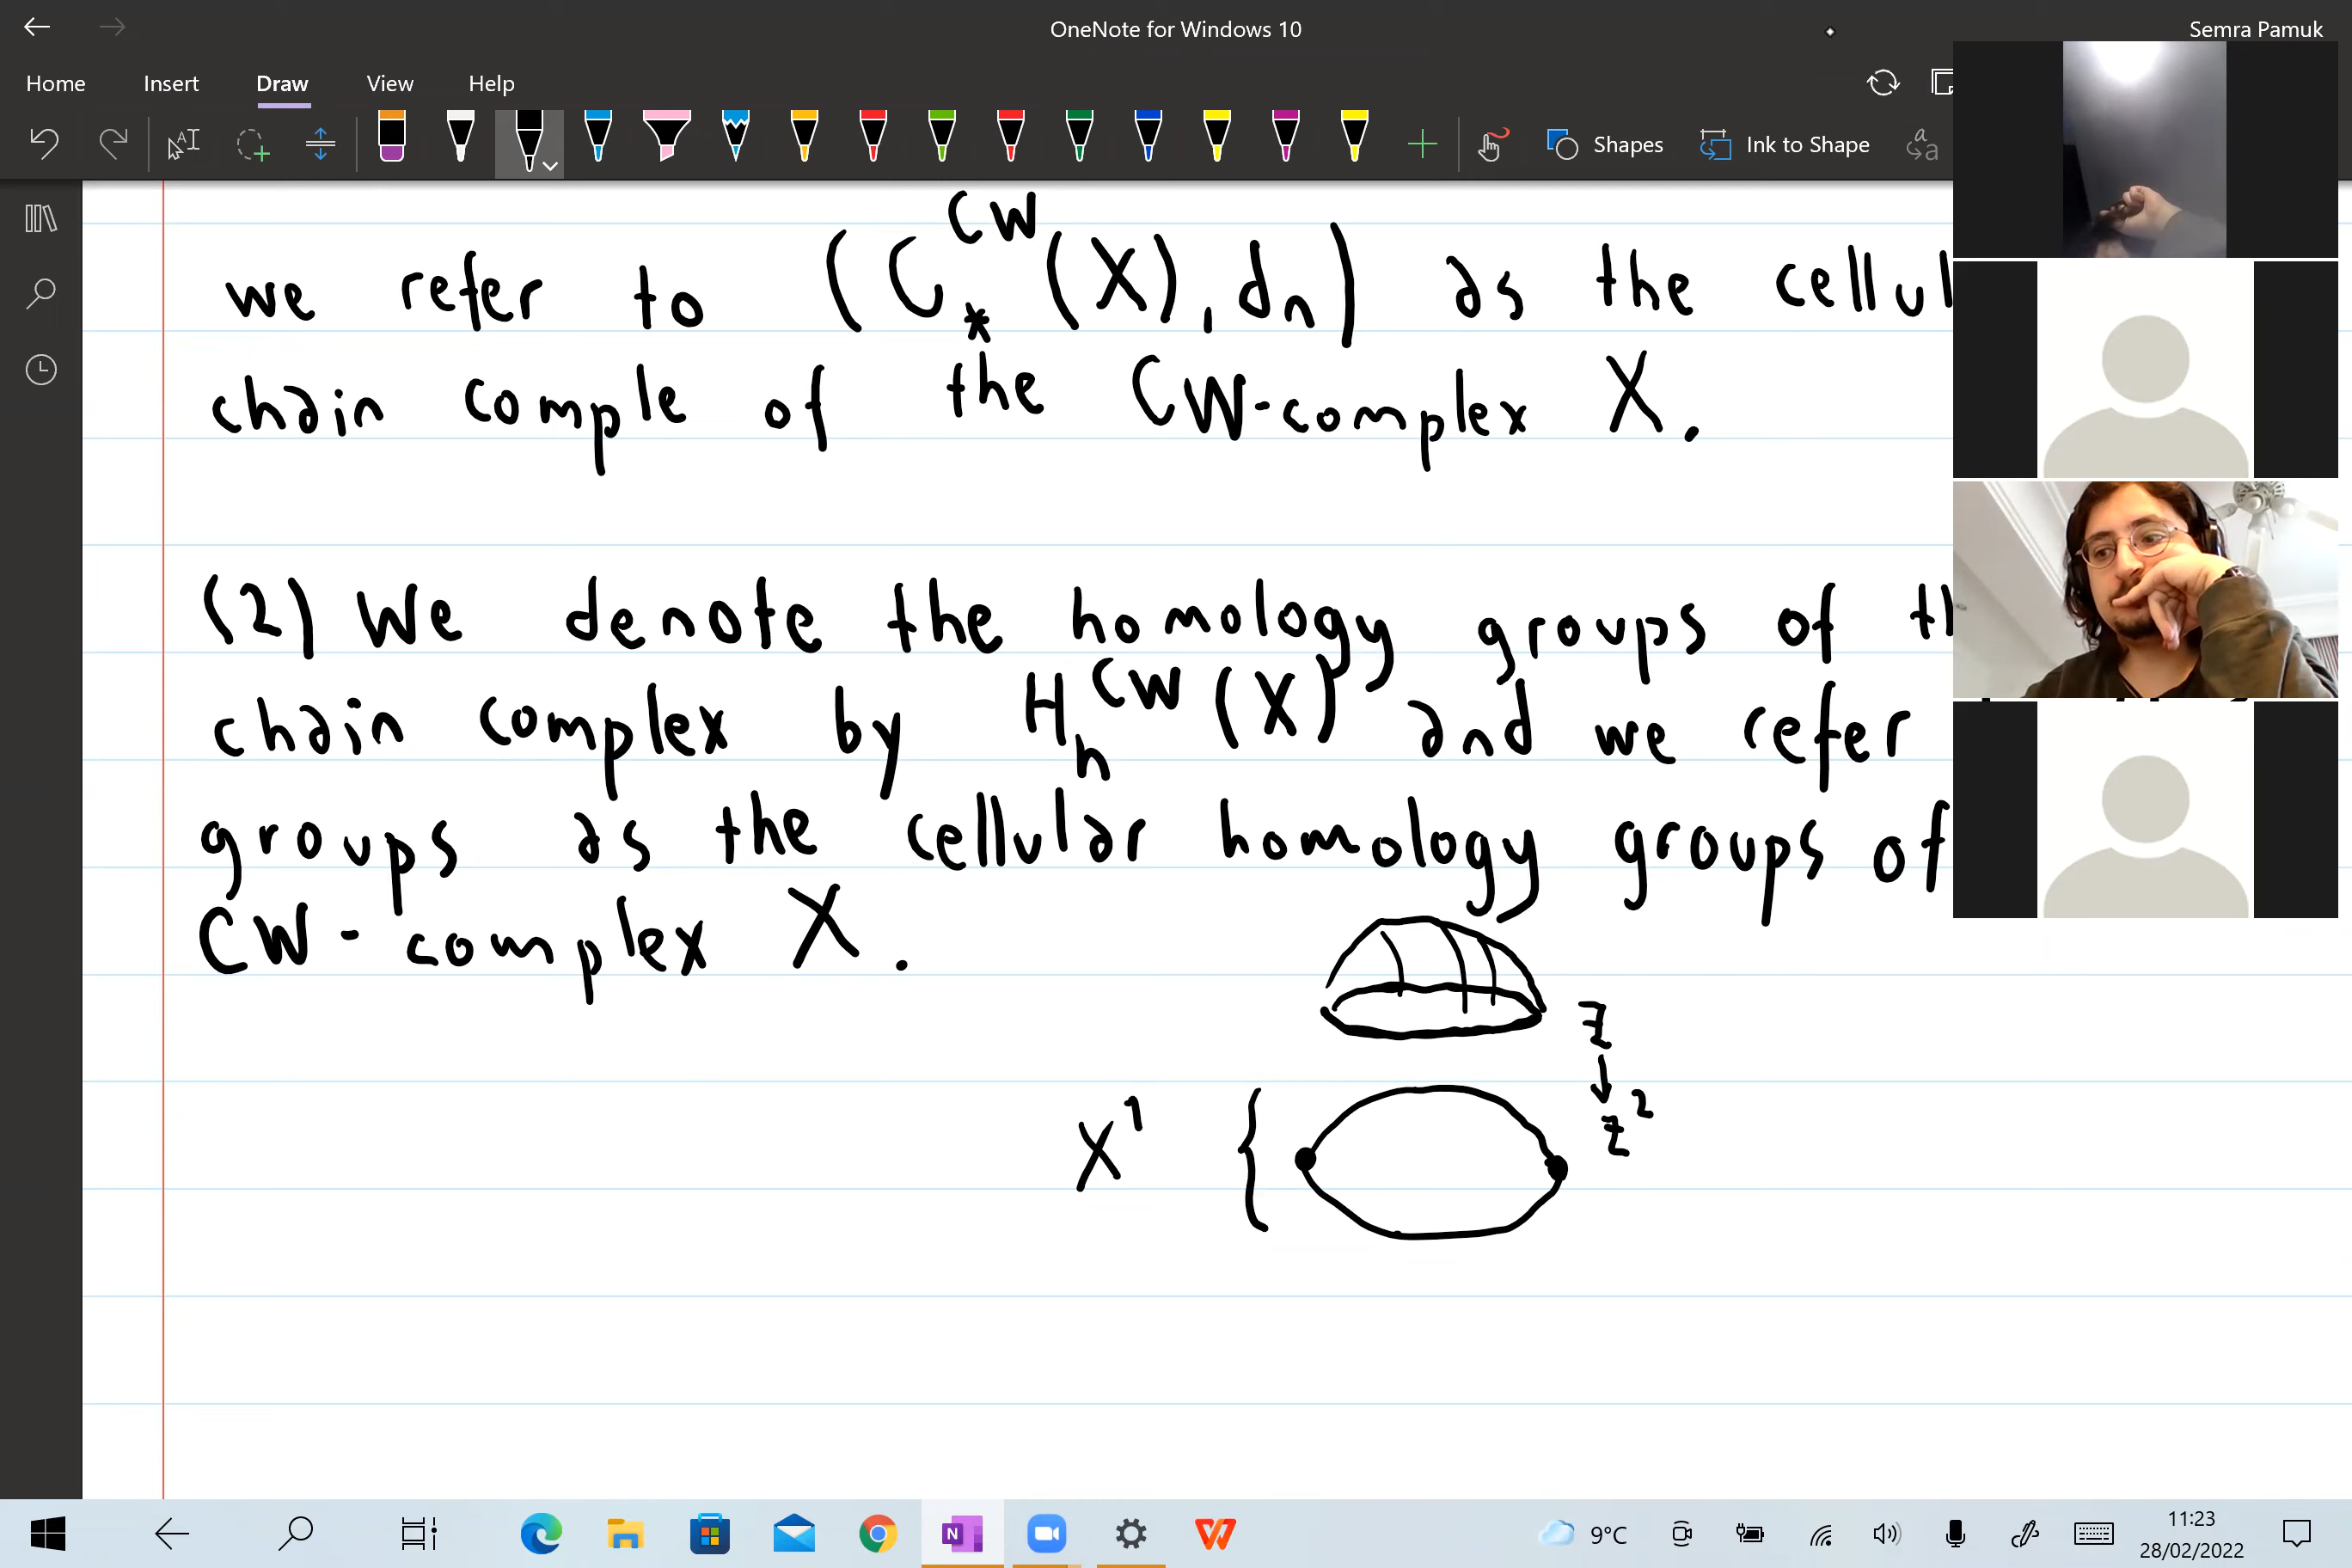 OneNote for Windows 10
Semra Pamuk
Home Insert Draw View Help
Shapes Ink to Shape
we refer to (C_*^{CW}(X), d_n) as the cellul
chain comple of the CW-complex X.
(2) We denote the homology groups of th
chain complex by H_n^{CW}(X) and we refer
groups as the cellular homology groups of
CW-complex X.
z
↓
z^2
X^1 {
9°C
11:23
28/02/2022